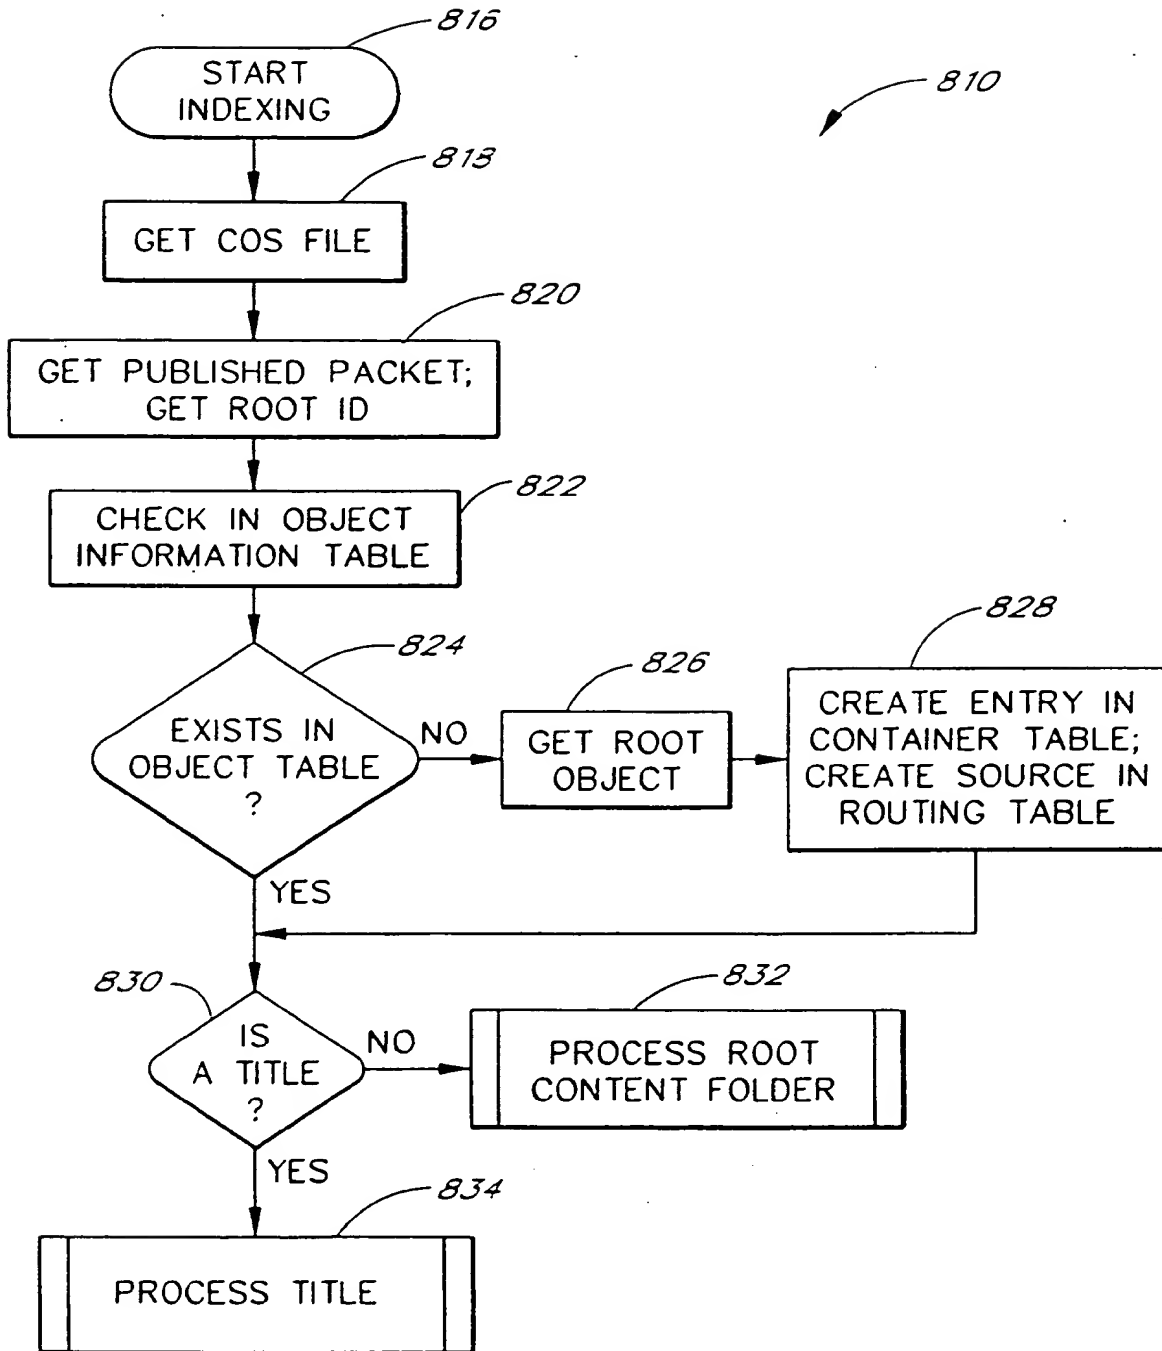 816
START
INDEXING
810
818
GET COS FILE
820
GET PUBLISHED PACKET;
GET ROOT ID
822
CHECK IN OBJECT
INFORMATION TABLE
824
EXISTS IN
OBJECT TABLE
?
NO
826
GET ROOT
OBJECT
828
CREATE ENTRY IN
CONTAINER TABLE;
CREATE SOURCE IN
ROUTING TABLE
YES
830
IS
A TITLE
?
NO
832
PROCESS ROOT
CONTENT FOLDER
YES
834
PROCESS TITLE